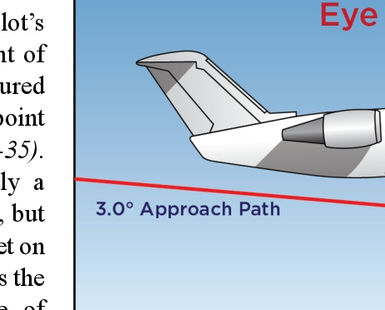 lot's
nt of
ured
point
-35).
ly a
, but
et on
s the
e of
Eye
3.0° Approach Path